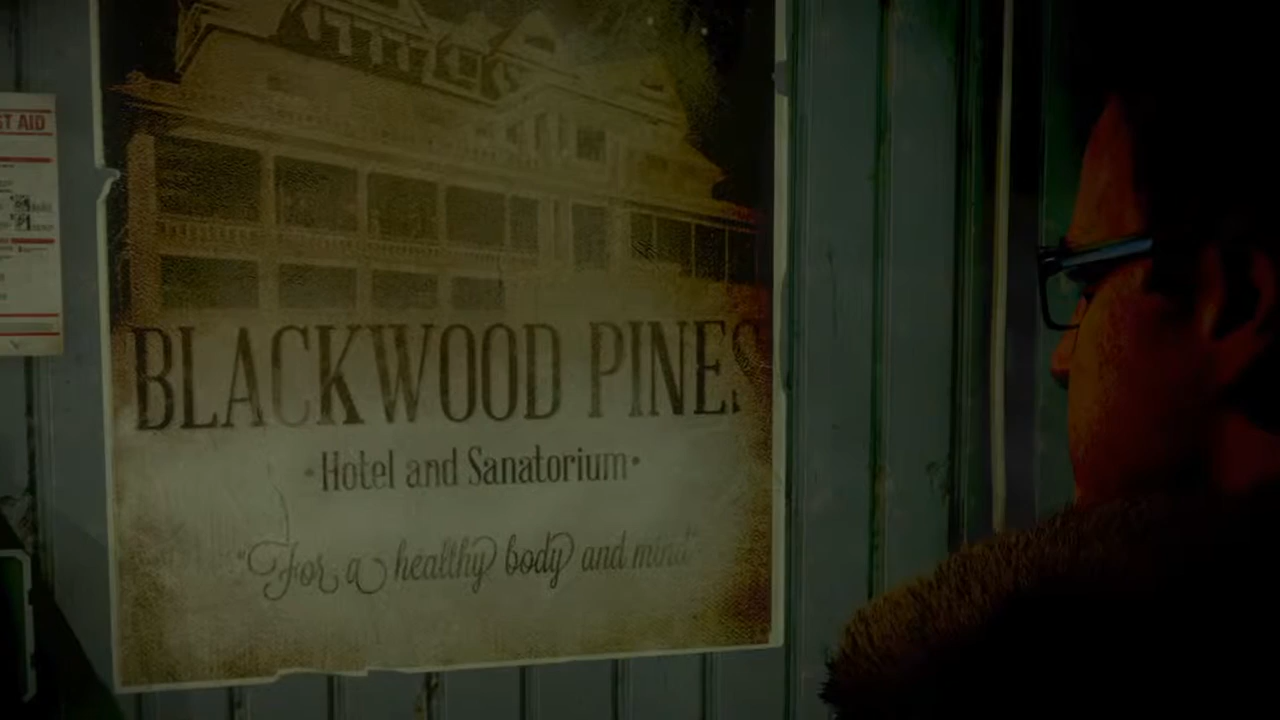 ST AID
BLACKWOOD PINES
·Hotel and Sanatorium·
"For a healthy body and mind"